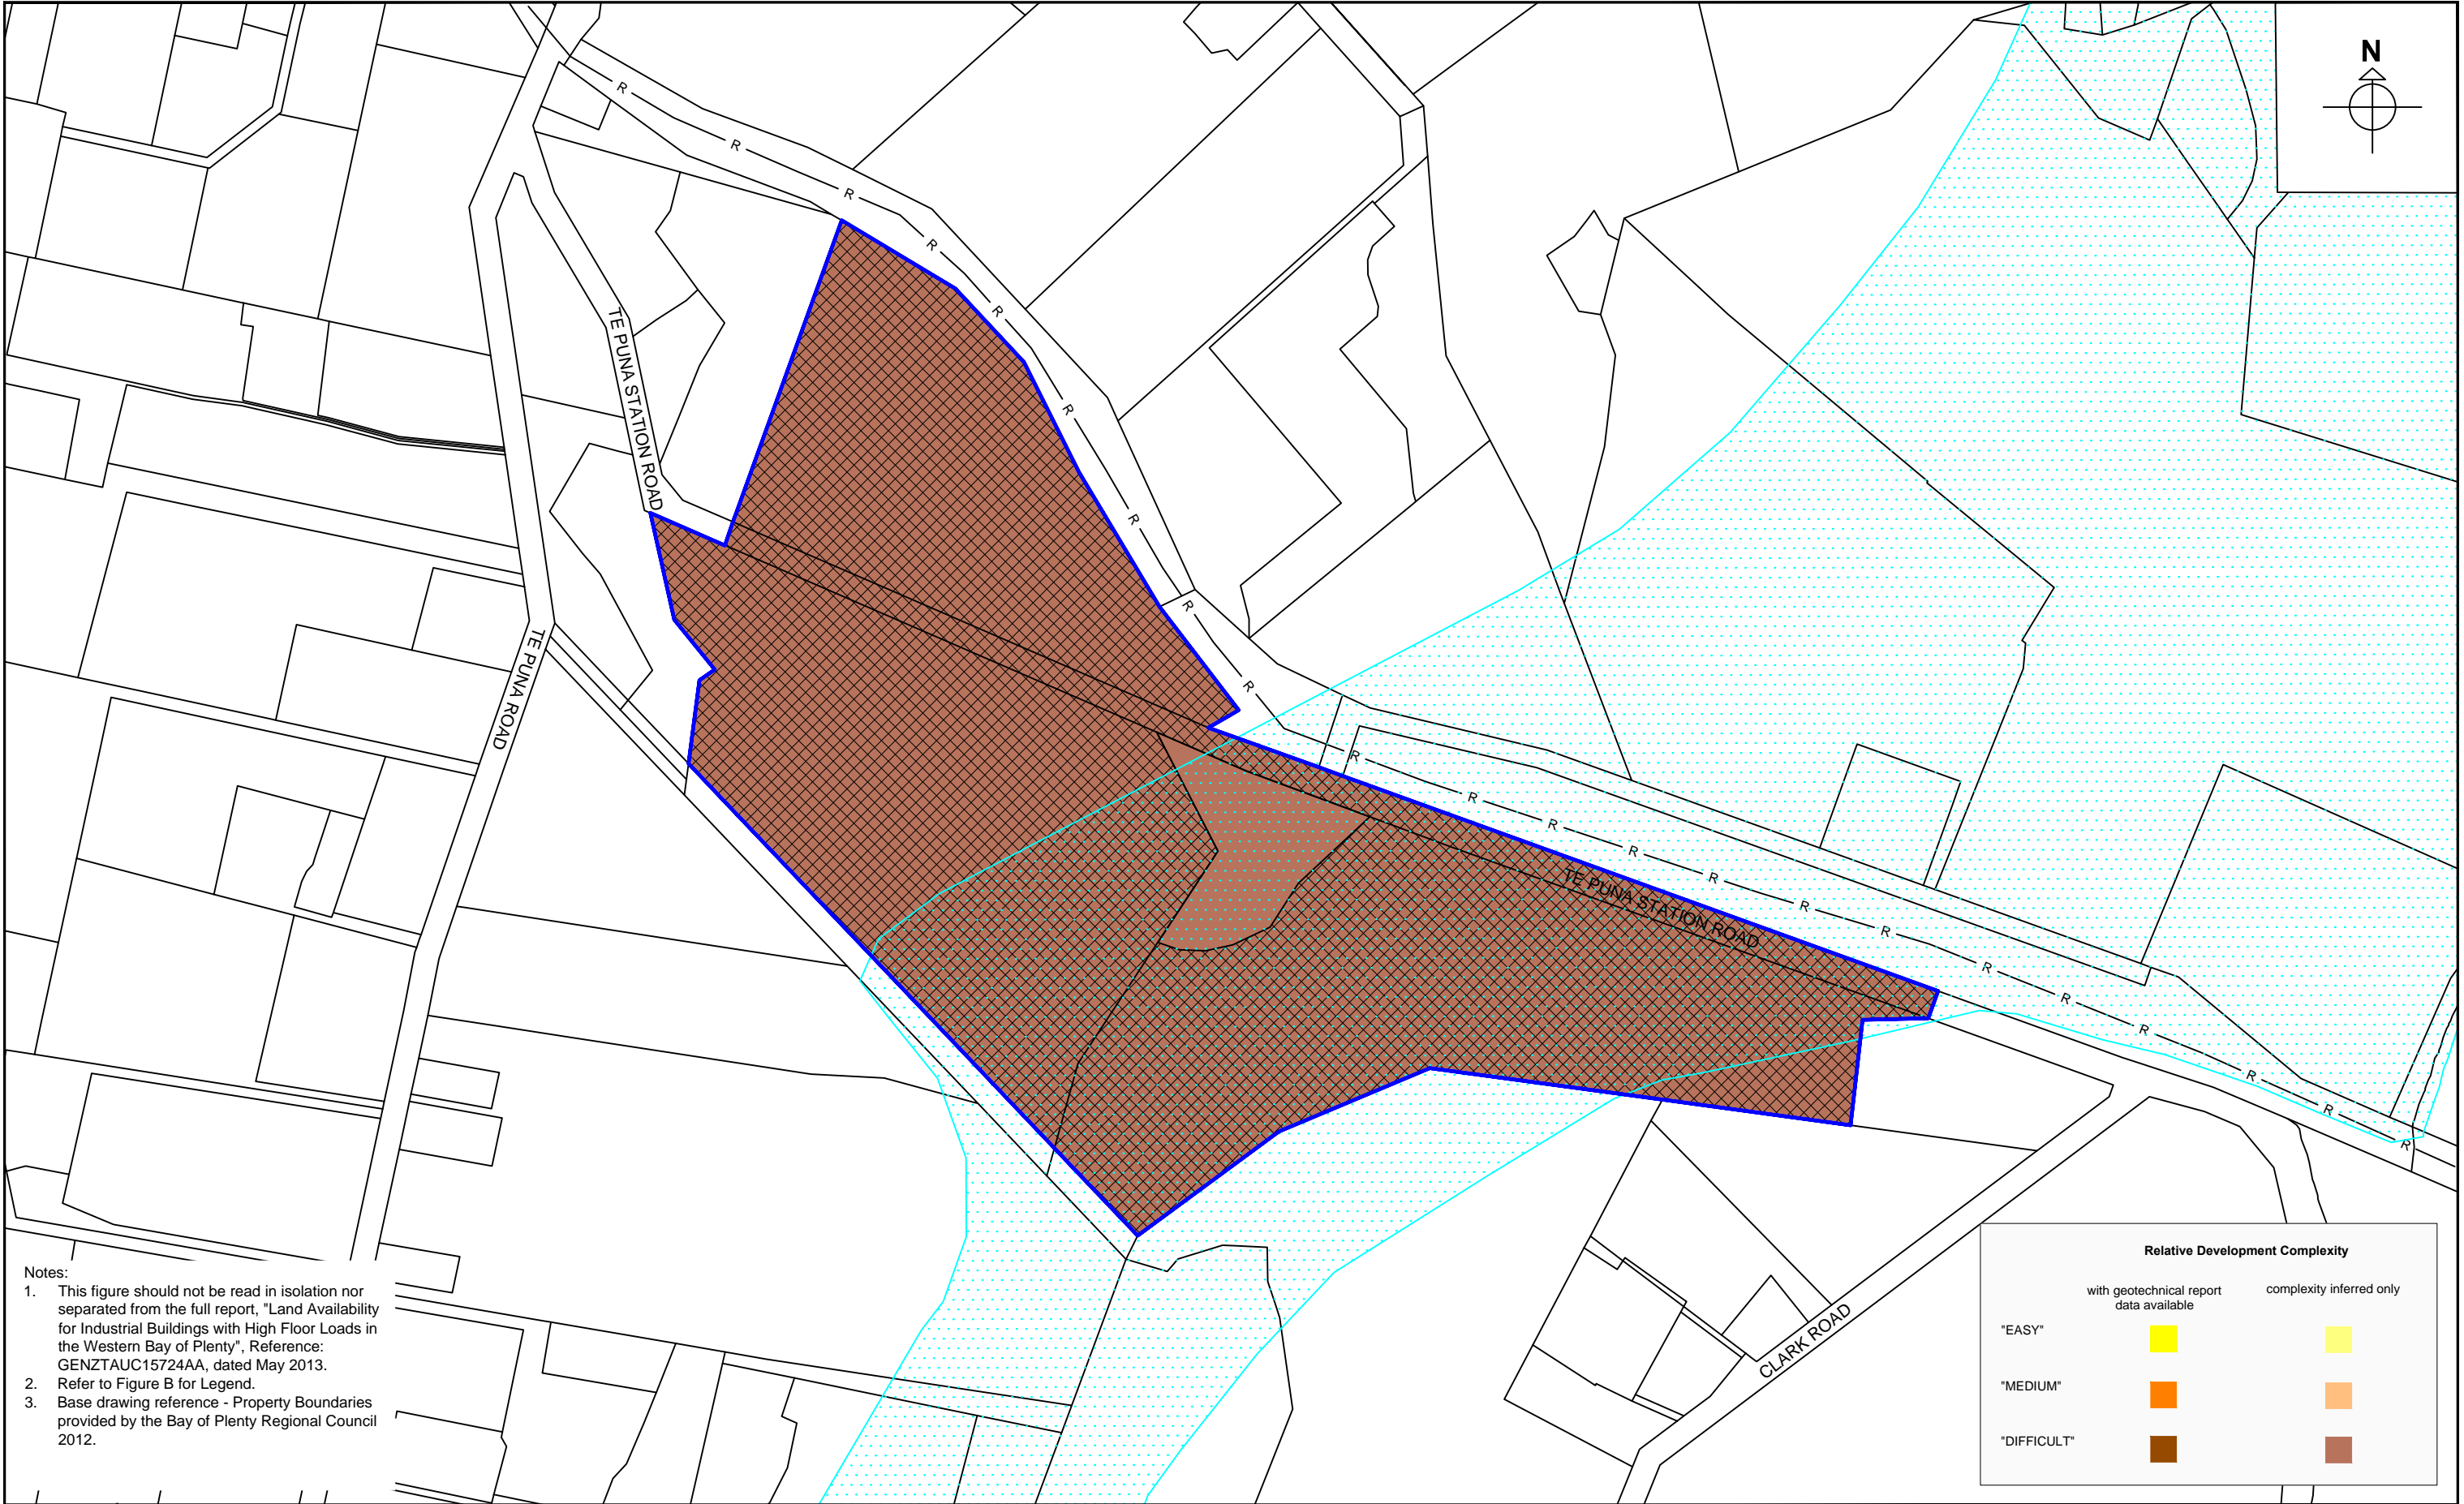 N
R
R
R
R
R
R
R
R
R
R
TE PUNA STATION ROAD
TE PUNA ROAD
R
R
R
R
R
R
R
TE PUNA STATION ROAD
R
R
R
R
R
R
Notes:
1. This figure should not be read in isolation nor
separated from the full report, "Land Availability
for Industrial Buildings with High Floor Loads in
the Western Bay of Plenty", Reference:
GENZTAUC15724AA, dated May 2013.
2. Refer to Figure B for Legend.
3. Base drawing reference - Property Boundaries
provided by the Bay of Plenty Regional Council
2012.
CLARK ROAD
Relative Development Complexity
with geotechnical report
data available
complexity inferred only
"EASY"
"MEDIUM"
"DIFFICULT"